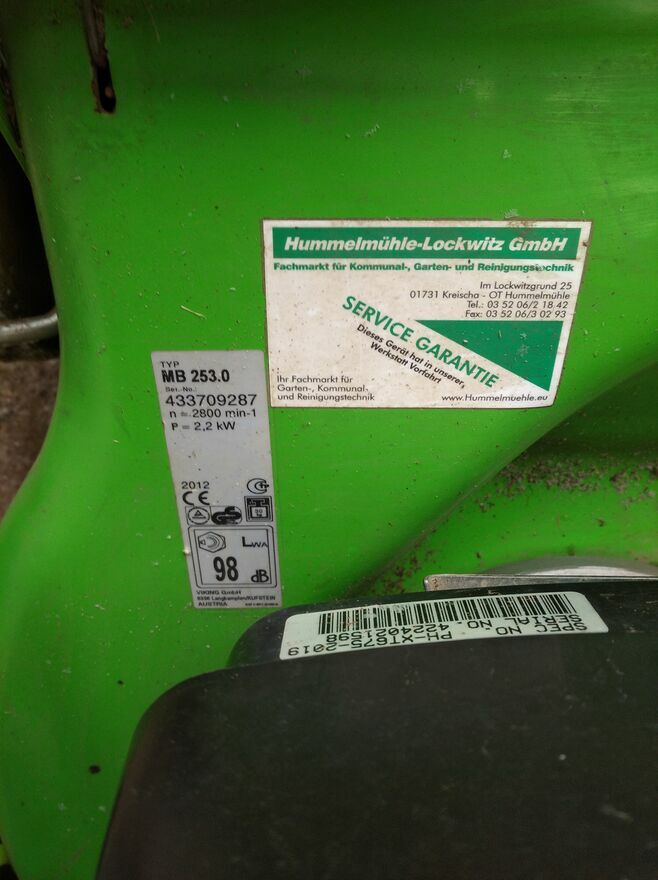 Hummelmühle-Lockwitz GmbH
Fachmarkt für Kommunal-, Garten- und Reinigungstechnik
Im Lockwitzgrund 25
01731 Kreischa - OT Hummelmühle
Tel.: 03 52 06/2 18 42
Fax: 03 52 06/3 02 93
SERVICE GARANTIE
Dieses Gerät hat in unserer
Werkstatt Vorfahrt
Ihr Fachmarkt für
Garten-, Kommunal-
und Reinigungstechnik
www.Hummelmuehle.eu
TYP
MB 253.0
Ser.-No.:
433709287
n = 2800 min-1
P = 2,2 kW
2012
CE
LWA
98 dB
VIKING GmbH
6336 Langkampfen/KUFSTEIN
AUSTRIA
SPEC NO.
PH-XT675-2019
SERIAL NO. 4224021598